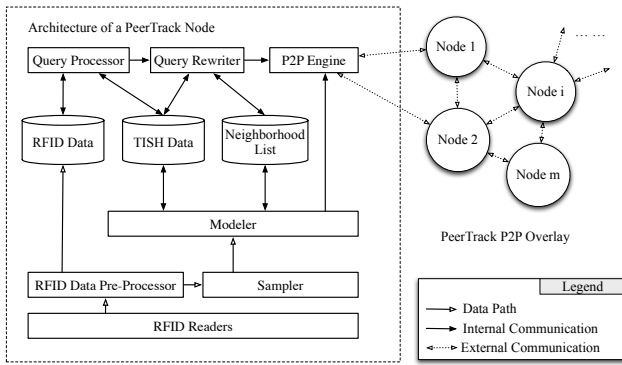 Architecture of a PeerTrack Node
Query Processor
Query Rewriter
P2P Engine
RFID Data
TISH Data
Neighborhood
List
Modeler
RFID Data Pre-Processor
Sampler
RFID Readers
Node 1
... ...
Node i
Node 2
Node m
PeerTrack P2P Overlay
Legend
Data Path
Internal Communication
External Communication